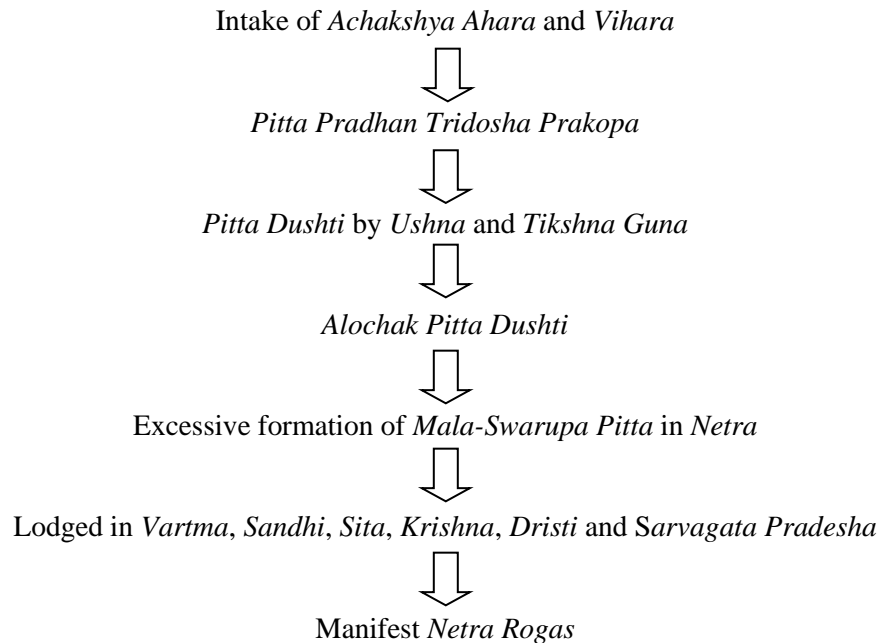 Intake of Achakshya Ahara and Vihara
Pitta Pradhan Tridosha Prakopa
Pitta Dushti by Ushna and Tikshna Guna
Alochak Pitta Dushti
Excessive formation of Mala-Swarupa Pitta in Netra
Lodged in Vartma, Sandhi, Sita, Krishna, Dristi and Sarvagata Pradesha
Manifest Netra Rogas